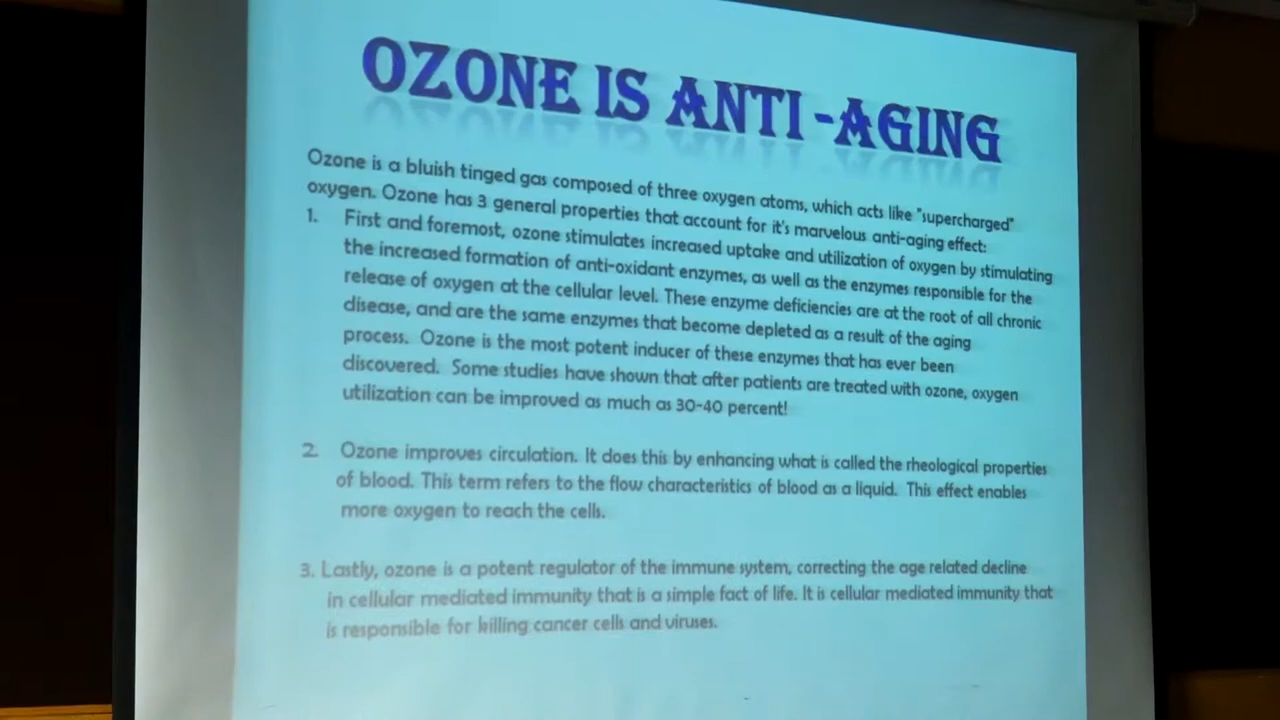 OZONE IS ANTI -AGING
Ozone is a bluish tinged gas composed of three oxygen atoms, which acts like "supercharged"
oxygen. Ozone has 3 general properties that account for it's marvelous anti-aging effect:
1. First and foremost, ozone stimulates increased uptake and utilization of oxygen by stimulating
the increased formation of anti-oxidant enzymes, as well as the enzymes responsible for the
release of oxygen at the cellular level. These enzyme deficiencies are at the root of all chronic
disease, and are the same enzymes that become depleted as a result of the aging
process. Ozone is the most potent inducer of these enzymes that has ever been
discovered. Some studies have shown that after patients are treated with ozone, oxygen
utilization can be improved as much as 30-40 percent!
2. Ozone improves circulation. It does this by enhancing what is called the rheological properties
of blood. This term refers to the flow characteristics of blood as a liquid. This effect enables
more oxygen to reach the cells.
3. Lastly, ozone is a potent regulator of the immune system, correcting the age related decline
in cellular mediated immunity that is a simple fact of life. It is cellular mediated immunity that
is responsible for killing cancer cells and viruses.